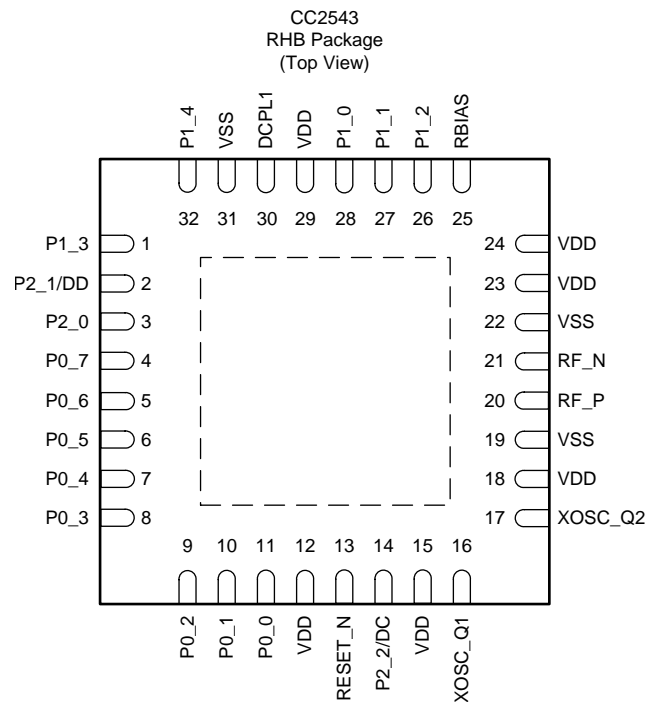 CC2543
RHB Package
(Top View)
P1_4
VSS
DCPL1
VDD
P1_0
P1_1
P1_2
RBIAS
32 31 30 29 28 27 26 25
P1_3 1
P2_1/DD 2
P2_0 3
P0_7 4
P0_6 5
P0_5 6
P0_4 7
P0_3 8
24 VDD
23 VDD
22 VSS
21 RF_N
20 RF_P
19 VSS
18 VDD
17 XOSC_Q2
9 10 11 12 13 14 15 16
P0_2
P0_1
P0_0
VDD
RESET_N
P2_2/DC
VDD
XOSC_Q1